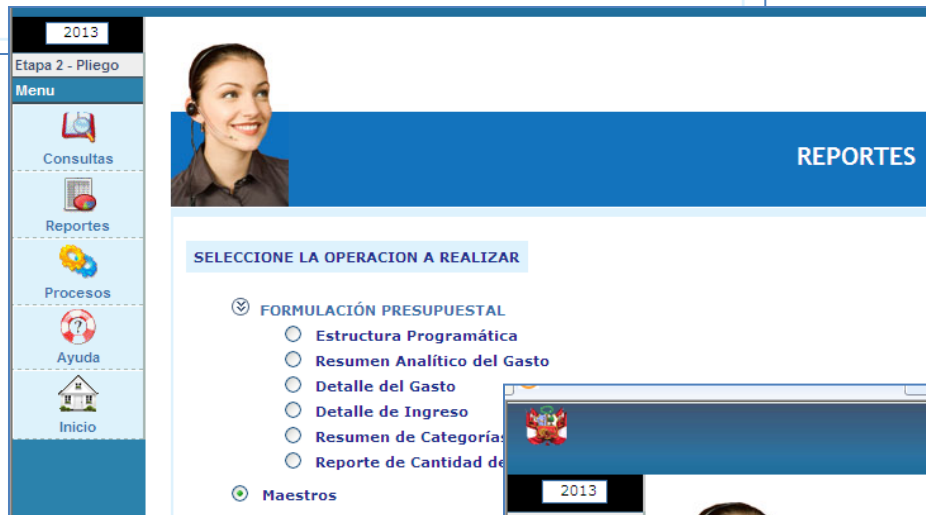 2013
Etapa 2 - Pliego
Menu
Consultas
Reportes
Procesos
Ayuda
Inicio
REPORTES
SELECCIONE LA OPERACION A REALIZAR
FORMULACIÓN PRESUPUESTAL
Estructura Programática
Resumen Analítico del Gasto
Detalle del Gasto
Detalle de Ingreso
Resumen de Categorías
Reporte de Cantidad de
Maestros
2013